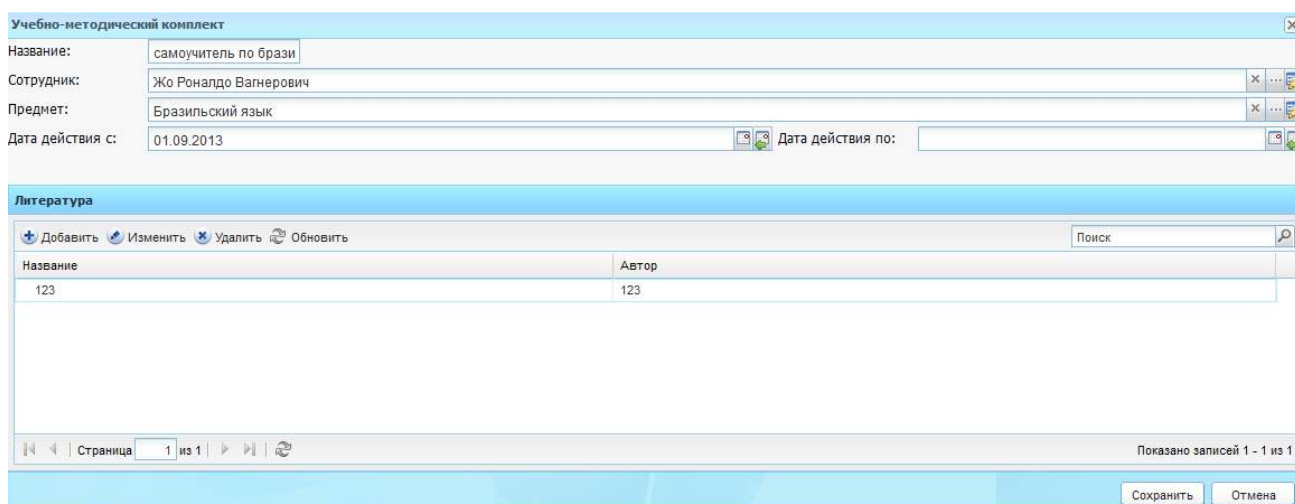 Учебно-методический комплект
Название: самоучитель по брази
Сотрудник: Жо Роналдо Вагнерович
Предмет: Бразильский язык
Дата действия с: 01.09.2013 Дата действия по:
Литература
Добавить Изменить Удалить Обновить Поиск
Название Автор
123 123
Страница 1 из 1 Показано записей 1 - 1 из 1
Сохранить Отмена